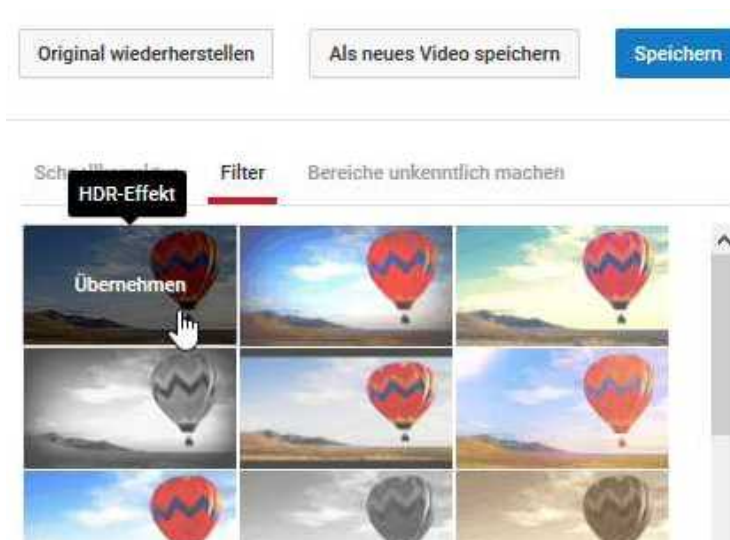 Original wiederherstellen Als neues Video speichern Speichern
Filter Bereiche unkenntlich machen
HDR-Effekt
Übernehmen